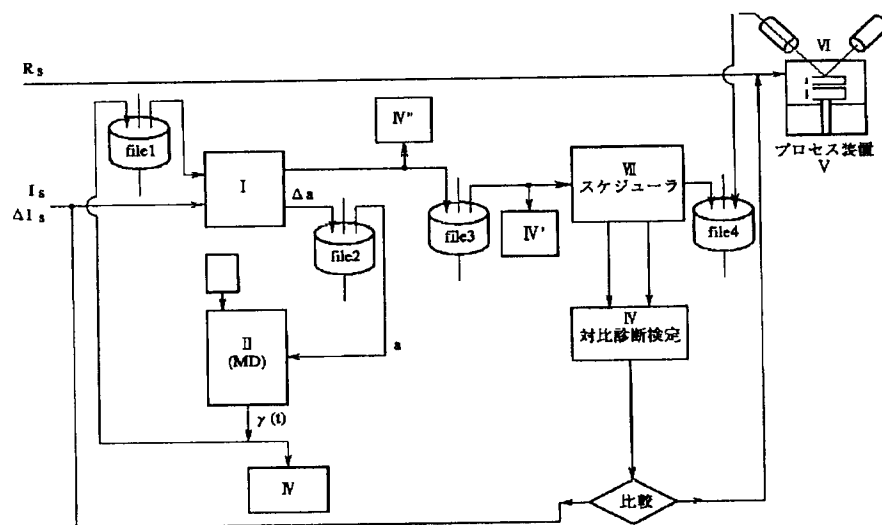 R s
Ⅵ
file1
Ⅳ"
プロセス装置
Ⅴ
I s
Δ I s
Ⅰ
Δ a
Ⅶ
スケジューラ
file2
file3
Ⅳ'
file4
Ⅱ
(MD)
a
Ⅳ
対比診断検定
γ (t)
Ⅳ
比較